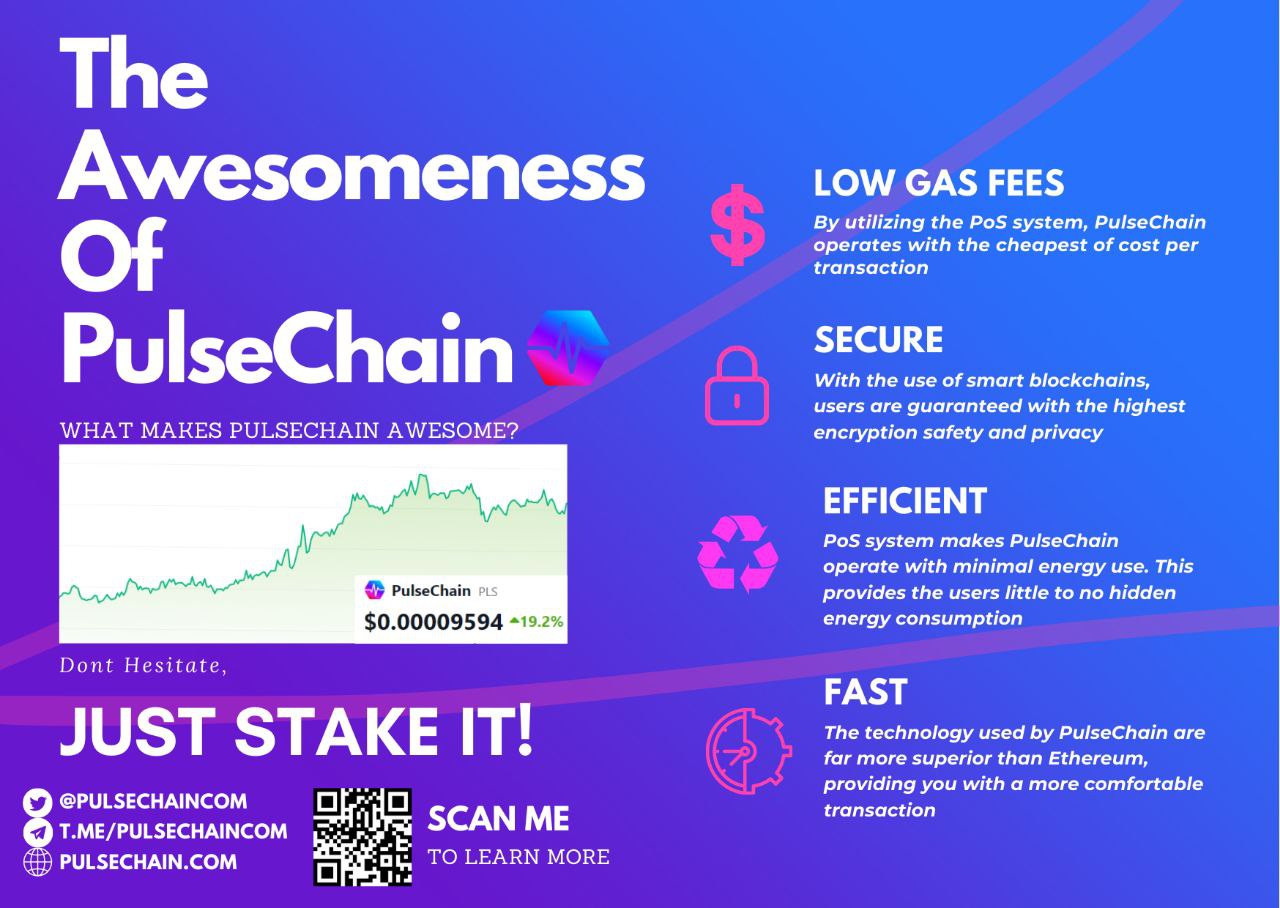 The
Awesomeness
Of
PulseChain
WHAT MAKES PULSECHAIN AWESOME?
PulseChain PLS
$0.00009594 19.2%
Dont Hesitate,
JUST STAKE IT!
@PULSECHAINCOM
T.ME/PULSECHAINCOM
PULSECHAIN.COM
SCAN ME
TO LEARN MORE
LOW GAS FEES
By utilizing the PoS system, PulseChain
operates with the cheapest of cost per
transaction
SECURE
With the use of smart blockchains,
users are guaranteed with the highest
encryption safety and privacy
EFFICIENT
PoS system makes PulseChain
operate with minimal energy use. This
provides the users little to no hidden
energy consumption
FAST
The technology used by PulseChain are
far more superior than Ethereum,
providing you with a more comfortable
transaction